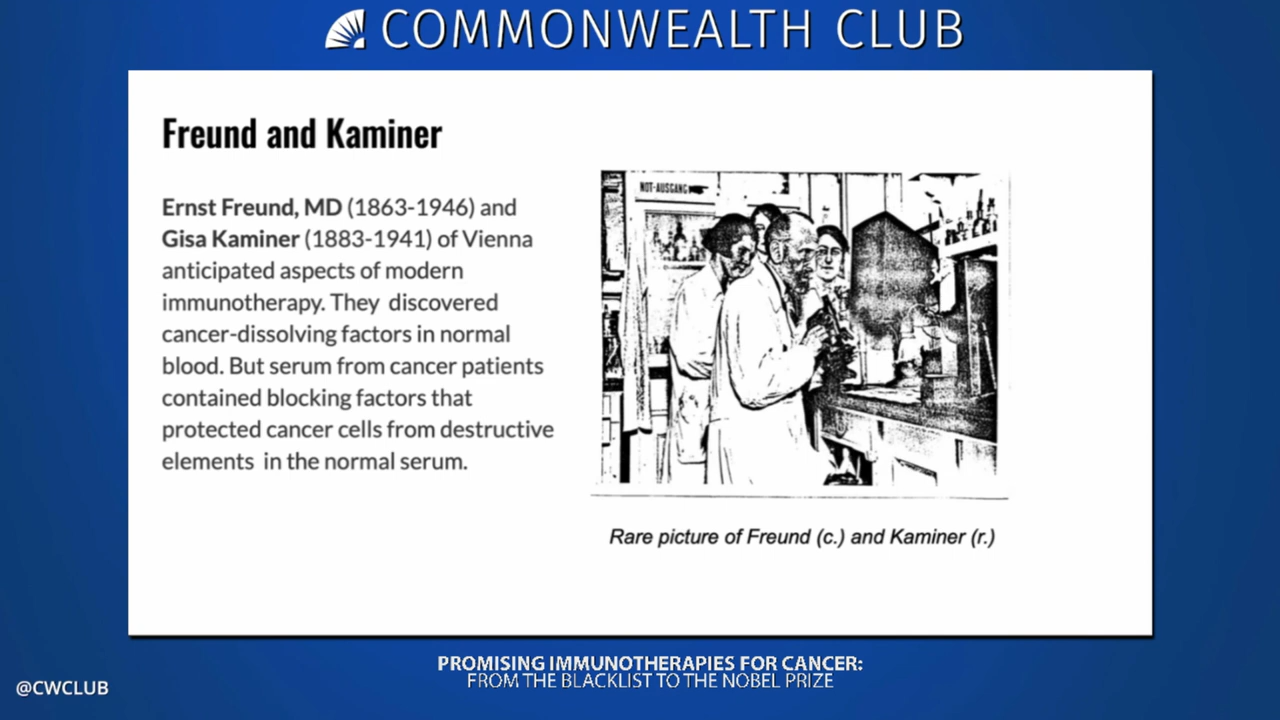 COMMONWEALTH CLUB
Freund and Kaminer
Ernst Freund, MD (1863-1946) and
Gisa Kaminer (1883-1941) of Vienna
anticipated aspects of modern
immunotherapy. They discovered
cancer-dissolving factors in normal
blood. But serum from cancer patients
contained blocking factors that
protected cancer cells from destructive
elements in the normal serum.
NOT-AUSGANG
Rare picture of Freund (c.) and Kaminer (r.)
PROMISING IMMUNOTHERAPIES FOR CANCER:
FROM THE BLACKLIST TO THE NOBEL PRIZE
@CWCLUB